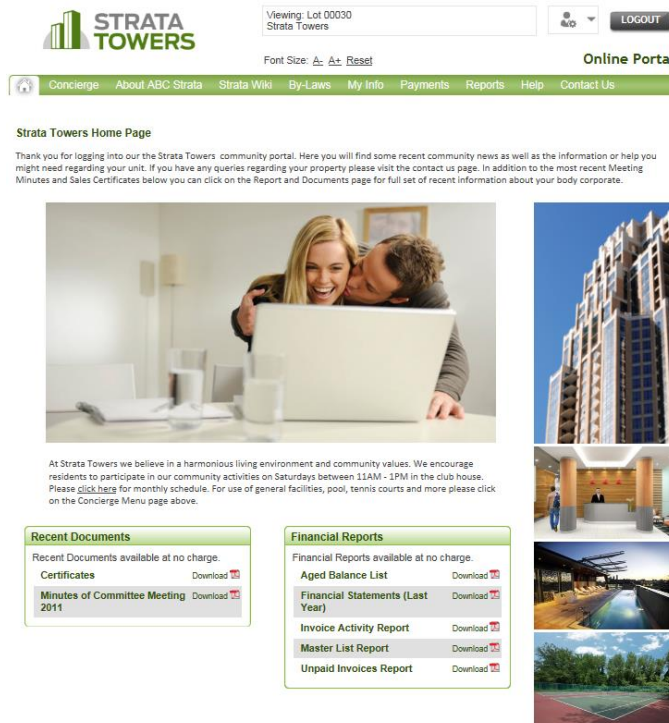 STRATA
TOWERS
Viewing: Lot 00030
Strata Towers
LOGOUT
Font Size: A- A+ Reset
Online Porta
Concierge About ABC Strata Strata Wiki By-Laws My Info Payments Reports Help Contact Us
Strata Towers Home Page
Thank you for logging into our the Strata Towers community portal. Here you will find some recent community news as well as the information or help you
might need regarding your unit. If you have any queries regarding your property please visit the contact us page. In addition to the most recent Meeting
Minutes and Sales Certificates below you can click on the Report and Documents page for full set of recent information about your body corporate.
At Strata Towers we believe in a harmonious living environment and community values. We encourage
residents to participate in our community activities on Saturdays between 11AM - 1PM in the club house.
Please click here for monthly schedule. For use of general facilities, pool, tennis courts and more please click
on the Concierge Menu page above.
Recent Documents
Recent Documents available at no charge.
Certificates Download
Minutes of Committee Meeting Download
2011
Financial Reports
Financial Reports available at no charge.
Aged Balance List Download
Financial Statements (Last Download
Year)
Invoice Activity Report Download
Master List Report Download
Unpaid Invoices Report Download